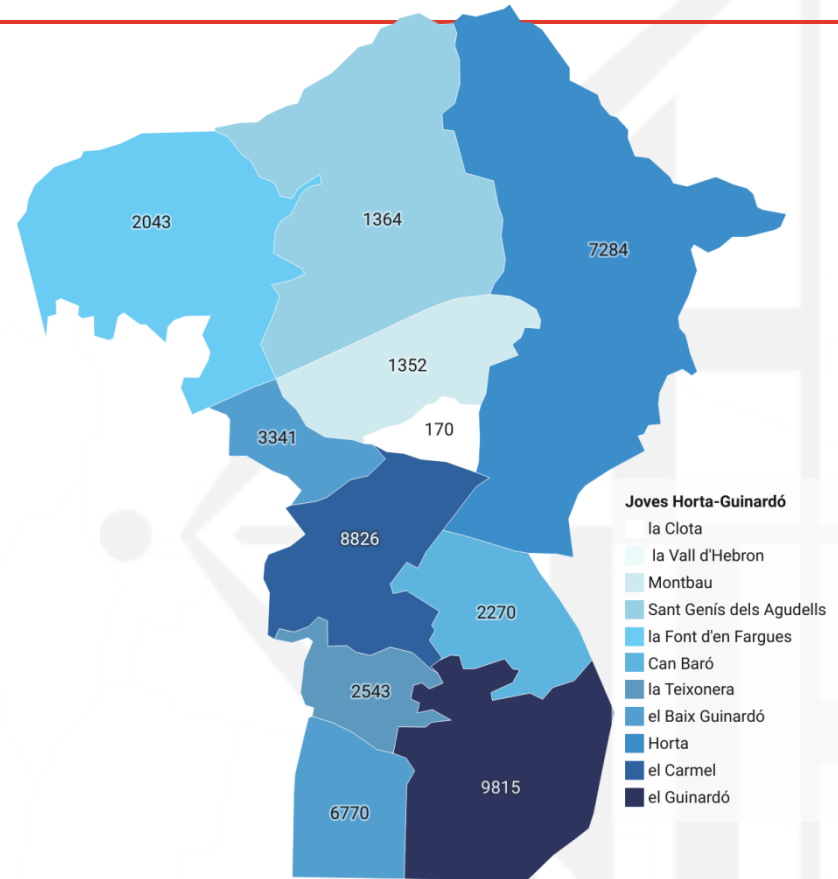 2043
1364
7284
1352
170
3341
8826
2270
2543
9815
6770
Joves Horta-Guinardó
la Clota
la Vall d'Hebron
Montbau
Sant Genís dels Agudells
la Font d'en Fargues
Can Baró
la Teixonera
el Baix Guinardó
Horta
el Carmel
el Guinardó